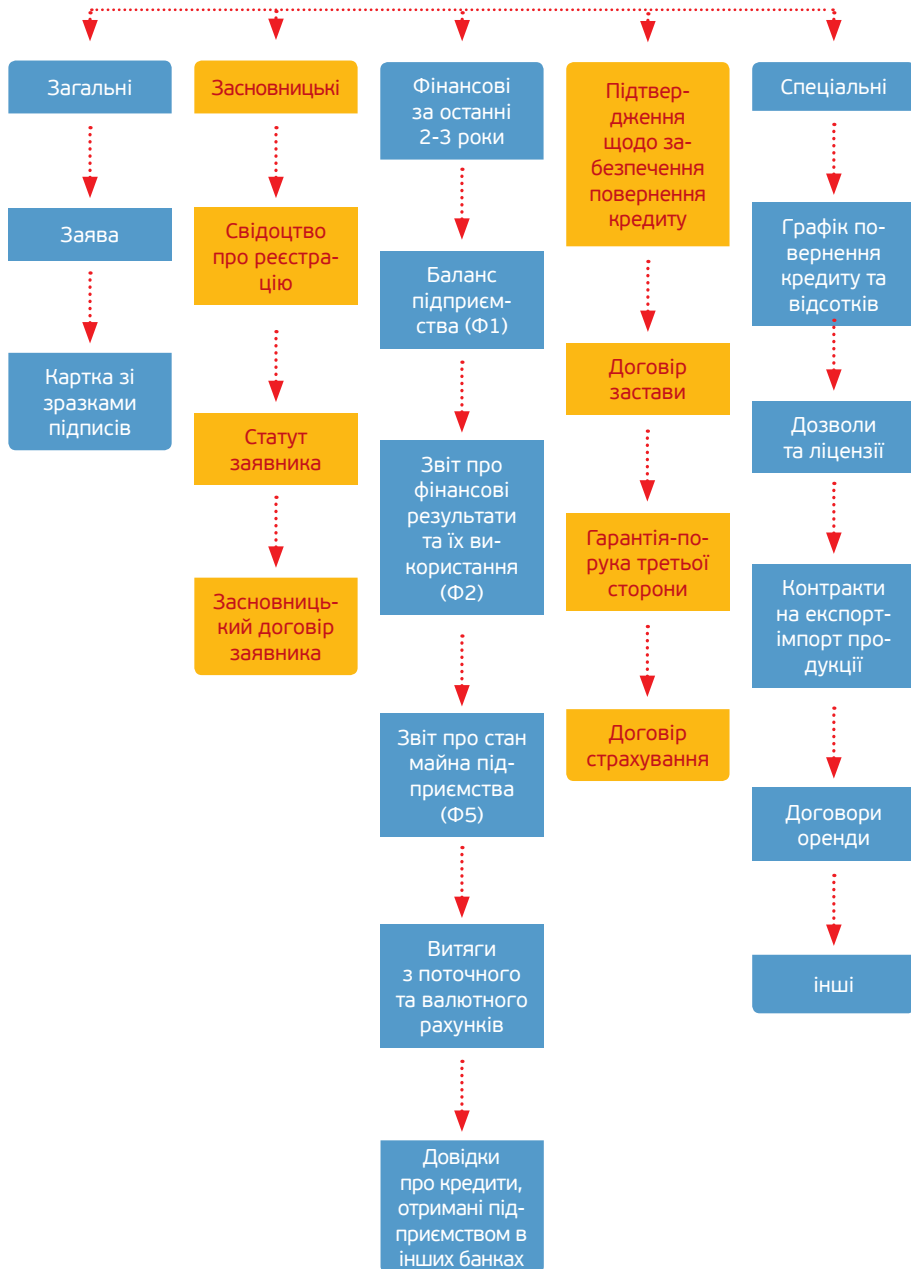 Загальні
Заява
Картка зі
зразками
підписів
Засновницькі
Свідоцтво
про реєстра-
цію
Статут
заявника
Засновниць-
кий договір
заявника
Фінансові
за останні
2-3 роки
Баланс
підприєм-
ства (Ф1)
Звіт про
фінансові
результати
та їх ви-
користання
(Ф2)
Звіт про стан
майна під-
приємства
(Ф5)
Витяги
з поточного
та валютного
рахунків
Довідки
про кредити,
отримані під-
приємством в
інших банках
Підтвер-
дження
щодо за-
безпечення
повернення
кредиту
Договір
застави
Гарантія-по-
рука третьої
сторони
Договір
страхування
Спеціальні
Графік по-
вернення
кредиту та
відсотків
Дозволи
та ліцензії
Контракти
на експорт-
імпорт про-
дукції
Договори
оренди
інші